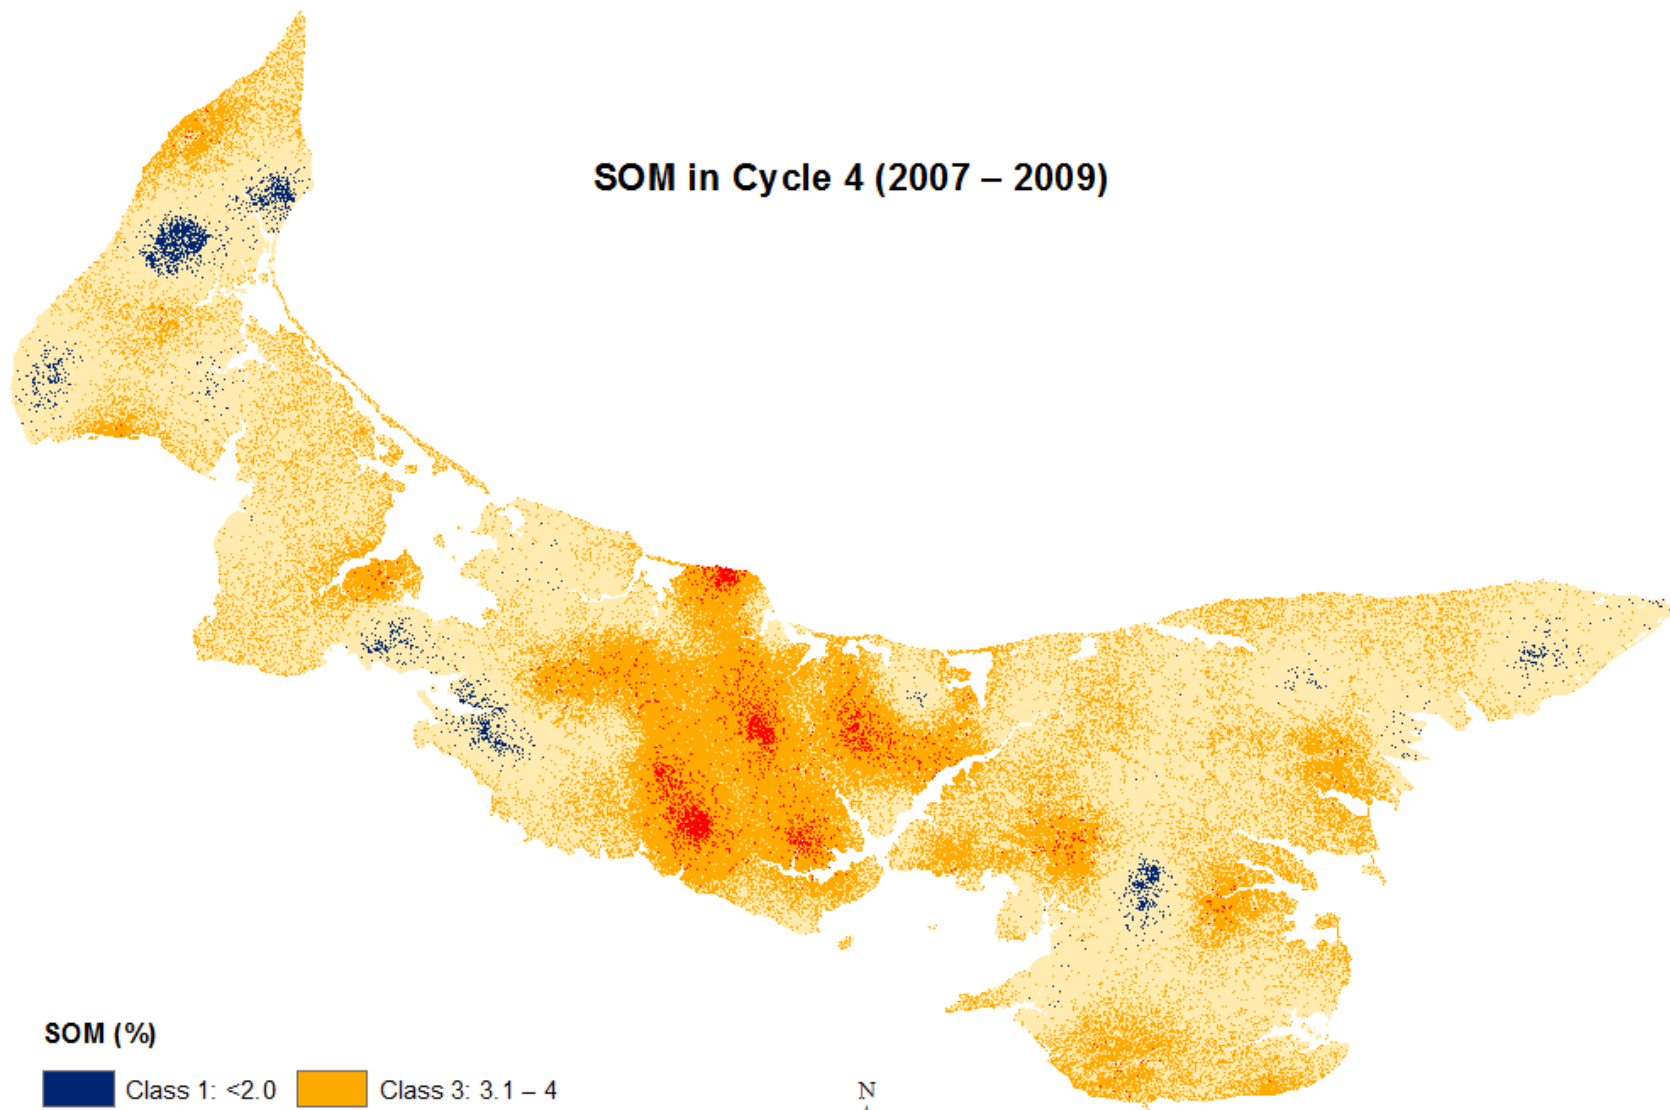 SOM in Cycle 4 (2007 – 2009)
SOM (%)
Class 1: <2.0 Class 3: 3.1 – 4
N